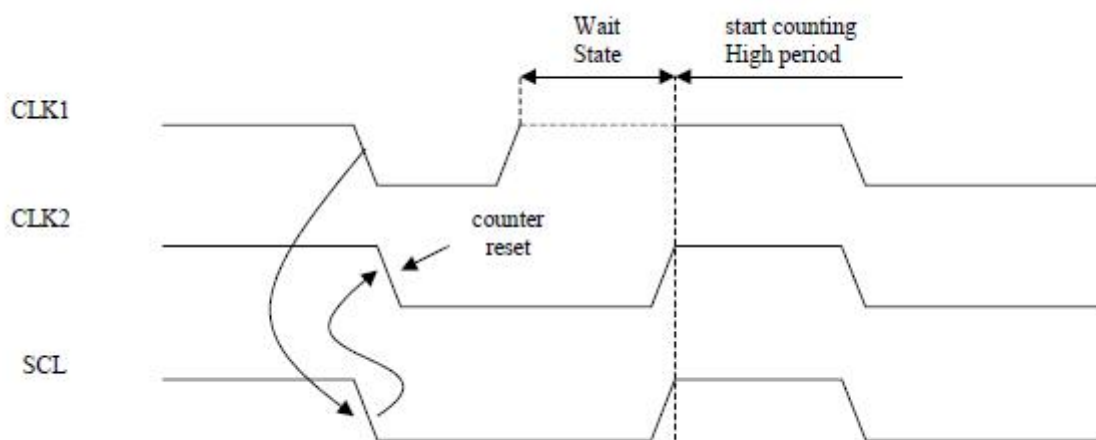 Wait
State
start counting
High period
CLK1
CLK2
counter
reset
SCL